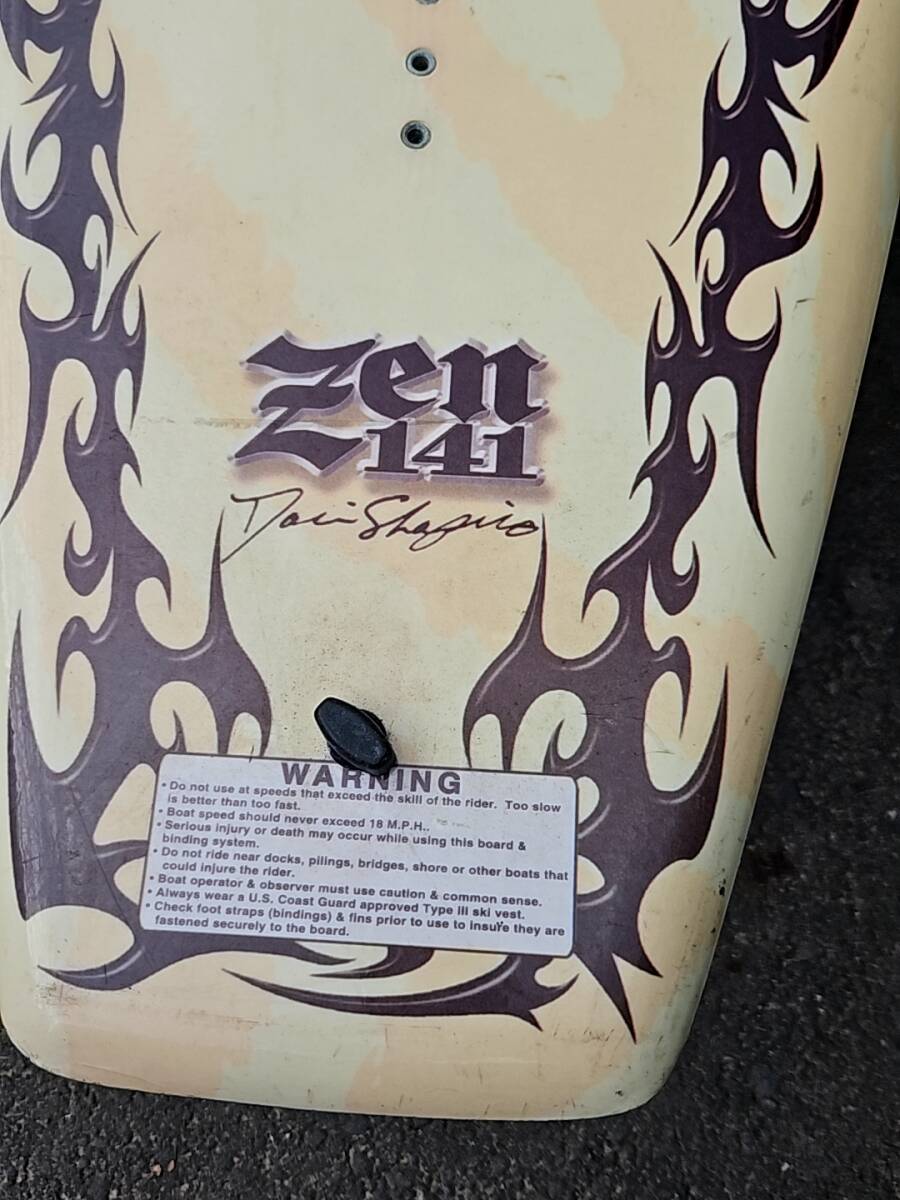 Zen
141
Darin Shapiro
WARNING
• Do not use at speeds that exceed the skill of the rider. Too slow
is better than too fast.
• Boat speed should never exceed 18 M.P.H..
• Serious injury or death may occur while using this board &
binding system.
• Do not ride near docks, pilings, bridges, shore or other boats that
could injure the rider.
• Boat operator & observer must use caution & common sense.
• Always wear a U.S. Coast Guard approved Type III ski vest.
• Check foot straps (bindings) & fins prior to use to insure they are
fastened securely to the board.